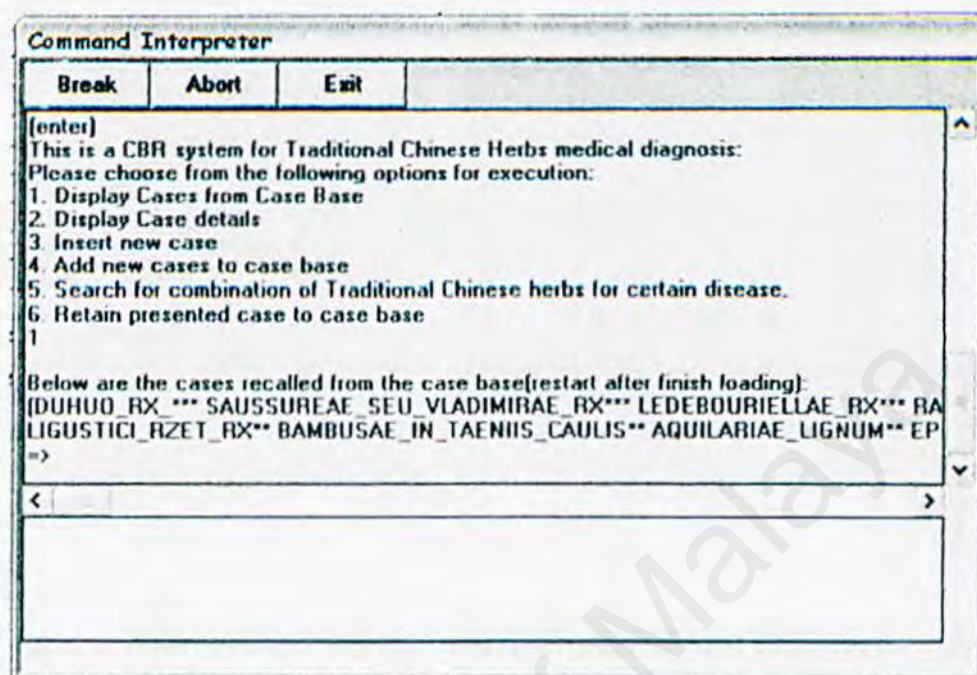 Command Interpreter
Break Abort Exit
(enter)
This is a CBR system for Traditional Chinese Herbs medical diagnosis:
Please choose from the following options for execution:
1. Display Cases from Case Base
2. Display Case details
3. Insert new case
4. Add new cases to case base
5. Search for combination of Traditional Chinese herbs for certain disease.
6. Retain presented case to case base
1
Below are the cases recalled from the case base(restart after finish loading):
(DUHUO_RX_*** SAUSSUREAE_SEU_VLADIMIRAE_RX*** LEDEBOURIELLAE_RX*** RA
LIGUSTICI_RZET_RX** BAMBUSAE_IN_TAENIIS_CAULIS** AQUILARIAE_LIGNUM** EP
=>
Malaya